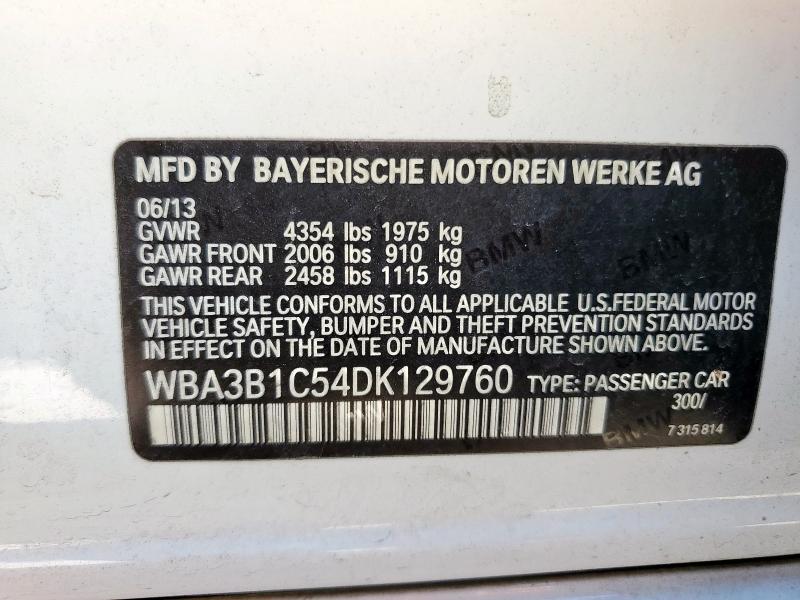 MFD BY BAYERISCHE MOTOREN WERKE AG
06/13
GVWR 4354 lbs 1975 kg
GAWR FRONT 2006 lbs 910 kg
GAWR REAR 2458 lbs 1115 kg
THIS VEHICLE CONFORMS TO ALL APPLICABLE U.S.FEDERAL MOTOR
VEHICLE SAFETY, BUMPER AND THEFT PREVENTION STANDARDS
IN EFFECT ON THE DATE OF MANUFACTURE SHOWN ABOVE.
WBA3B1C54DK129760 TYPE: PASSENGER CAR
300/
7 315 814
BMW
BMW
BMW